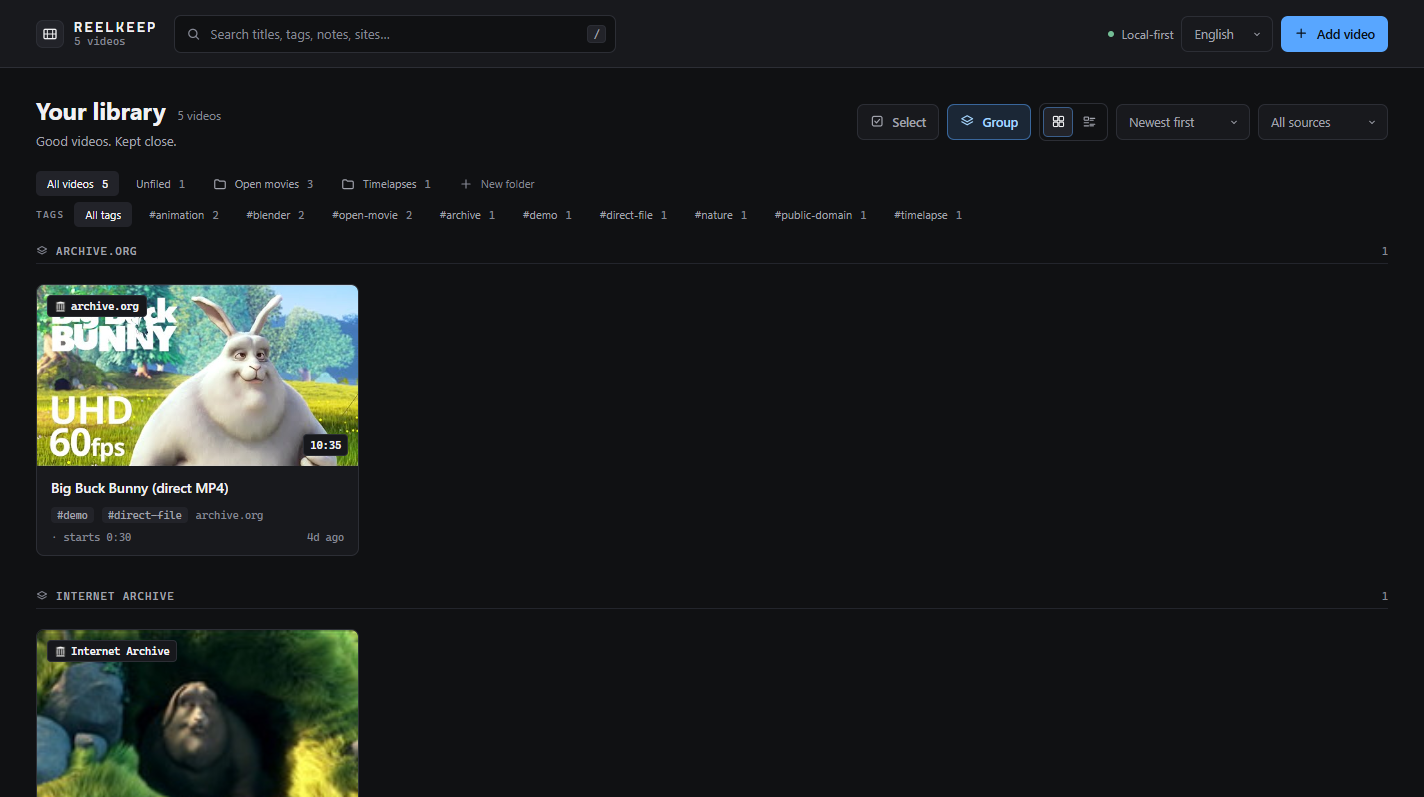 REELKEEP
5 videos
Search titles, tags, notes, sites...
/
Local-first
English
+ Add video
Your library 5 videos
Good videos. Kept close.
Select
Group
Newest first
All sources
All videos 5
Unfiled 1
Open movies 3
Timelapses 1
+ New folder
TAGS
All tags
#animation 2
#blender 2
#open-movie 2
#archive 1
#demo 1
#direct-file 1
#nature 1
#public-domain 1
#timelapse 1
ARCHIVE.ORG 1
archive.org
Big Buck
BUNNY
UHD
60fps
10:35
Big Buck Bunny (direct MP4)
#demo #direct-file archive.org
· starts 0:30 4d ago
INTERNET ARCHIVE 1
Internet Archive